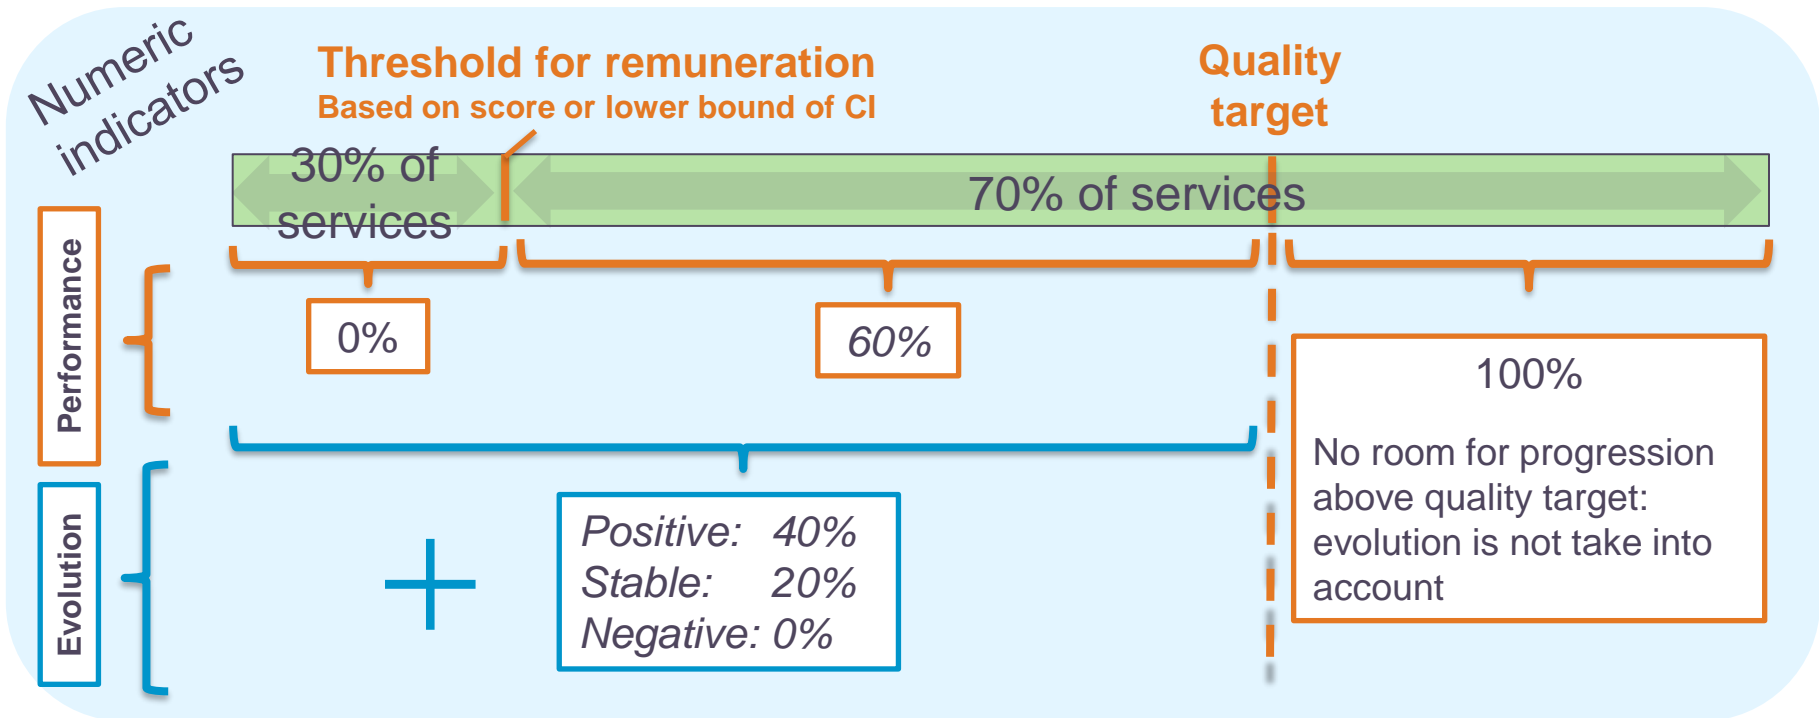 Numeric
indicators
Threshold for remuneration
Based on score or lower bound of CI
Quality
target
30% of
services
70% of services
Performance
0%
60%
100%
No room for progression
above quality target:
evolution is not take into
account
Evolution
+
Positive: 40%
Stable: 20%
Negative: 0%